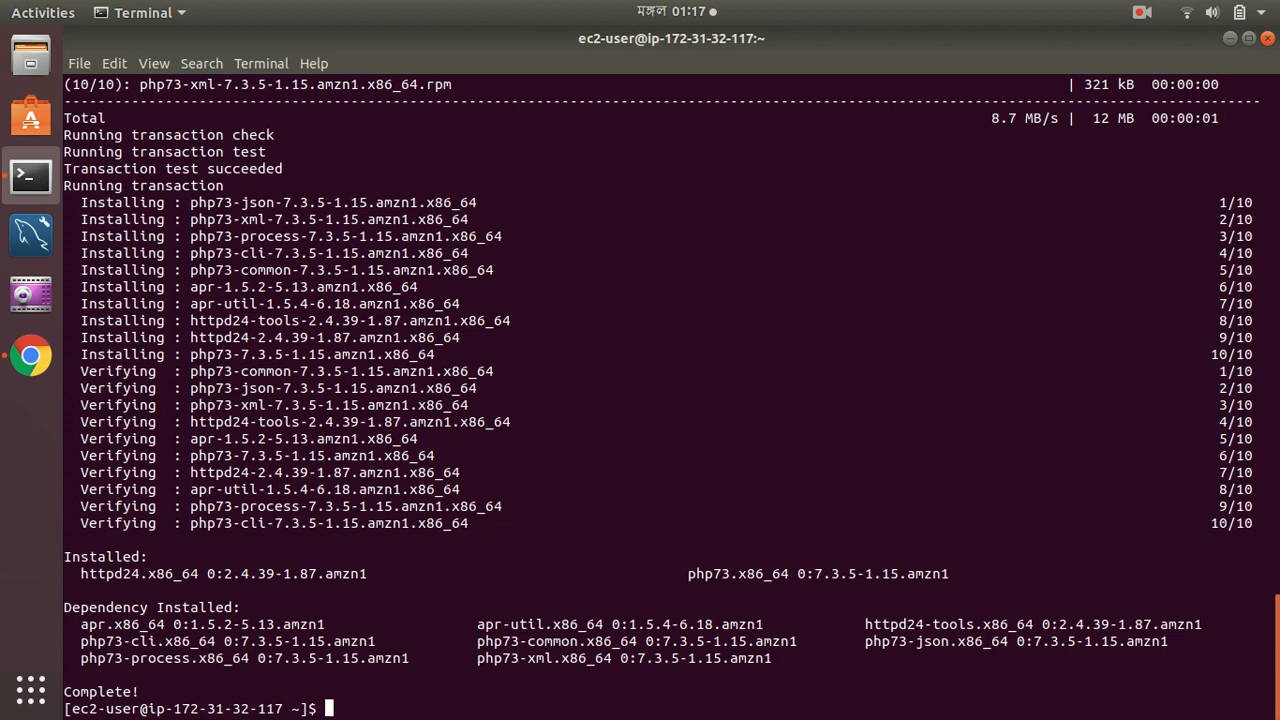 Activities
Terminal
মঙ্গল 01:17
ec2-user@ip-172-31-32-117:~
File Edit View Search Terminal Help
(10/10): php73-xml-7.3.5-1.15.amzn1.x86_64.rpm | 321 kB 00:00:00
--------------------------------------------------------------------------------------------------------------------------------------------
Total 8.7 MB/s | 12 MB 00:00:01
Running transaction check
Running transaction test
Transaction test succeeded
Running transaction
Installing : php73-json-7.3.5-1.15.amzn1.x86_64 1/10
Installing : php73-xml-7.3.5-1.15.amzn1.x86_64 2/10
Installing : php73-process-7.3.5-1.15.amzn1.x86_64 3/10
Installing : php73-cli-7.3.5-1.15.amzn1.x86_64 4/10
Installing : php73-common-7.3.5-1.15.amzn1.x86_64 5/10
Installing : apr-1.5.2-5.13.amzn1.x86_64 6/10
Installing : apr-util-1.5.4-6.18.amzn1.x86_64 7/10
Installing : httpd24-tools-2.4.39-1.87.amzn1.x86_64 8/10
Installing : httpd24-2.4.39-1.87.amzn1.x86_64 9/10
Installing : php73-7.3.5-1.15.amzn1.x86_64 10/10
Verifying : php73-common-7.3.5-1.15.amzn1.x86_64 1/10
Verifying : php73-json-7.3.5-1.15.amzn1.x86_64 2/10
Verifying : php73-xml-7.3.5-1.15.amzn1.x86_64 3/10
Verifying : httpd24-tools-2.4.39-1.87.amzn1.x86_64 4/10
Verifying : apr-1.5.2-5.13.amzn1.x86_64 5/10
Verifying : php73-7.3.5-1.15.amzn1.x86_64 6/10
Verifying : httpd24-2.4.39-1.87.amzn1.x86_64 7/10
Verifying : apr-util-1.5.4-6.18.amzn1.x86_64 8/10
Verifying : php73-process-7.3.5-1.15.amzn1.x86_64 9/10
Verifying : php73-cli-7.3.5-1.15.amzn1.x86_64 10/10
Installed:
httpd24.x86_64 0:2.4.39-1.87.amzn1 php73.x86_64 0:7.3.5-1.15.amzn1
Dependency Installed:
apr.x86_64 0:1.5.2-5.13.amzn1 apr-util.x86_64 0:1.5.4-6.18.amzn1 httpd24-tools.x86_64 0:2.4.39-1.87.amzn1
php73-cli.x86_64 0:7.3.5-1.15.amzn1 php73-common.x86_64 0:7.3.5-1.15.amzn1 php73-json.x86_64 0:7.3.5-1.15.amzn1
php73-process.x86_64 0:7.3.5-1.15.amzn1 php73-xml.x86_64 0:7.3.5-1.15.amzn1
Complete!
[ec2-user@ip-172-31-32-117 ~]$